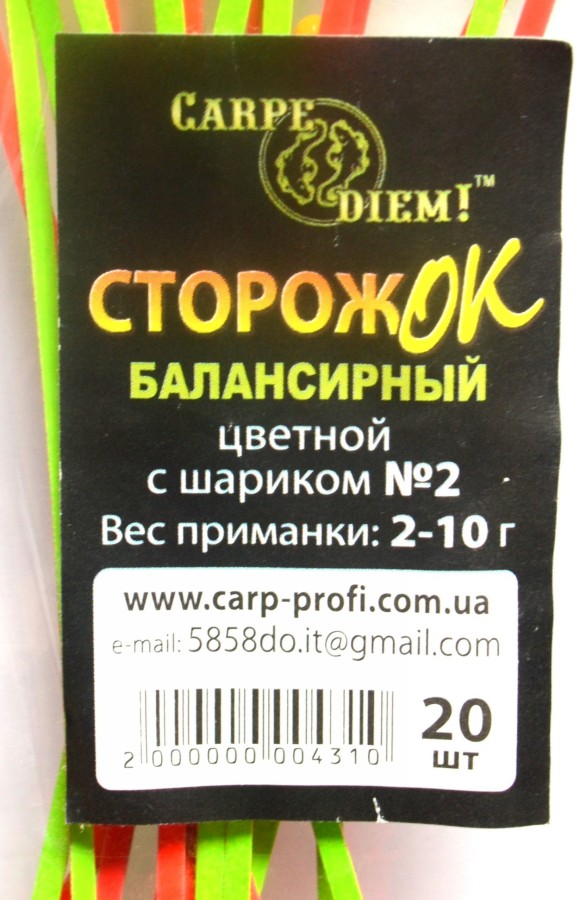 CARPE
DIEM!™
СТОРОЖОК
БАЛАНСИРНЫЙ
цветной
с шариком №2
Вес приманки: 2-10 г
www.carp-profi.com.ua
e-mail: 5858do.it@gmail.com
20
шт
2 000000 004310